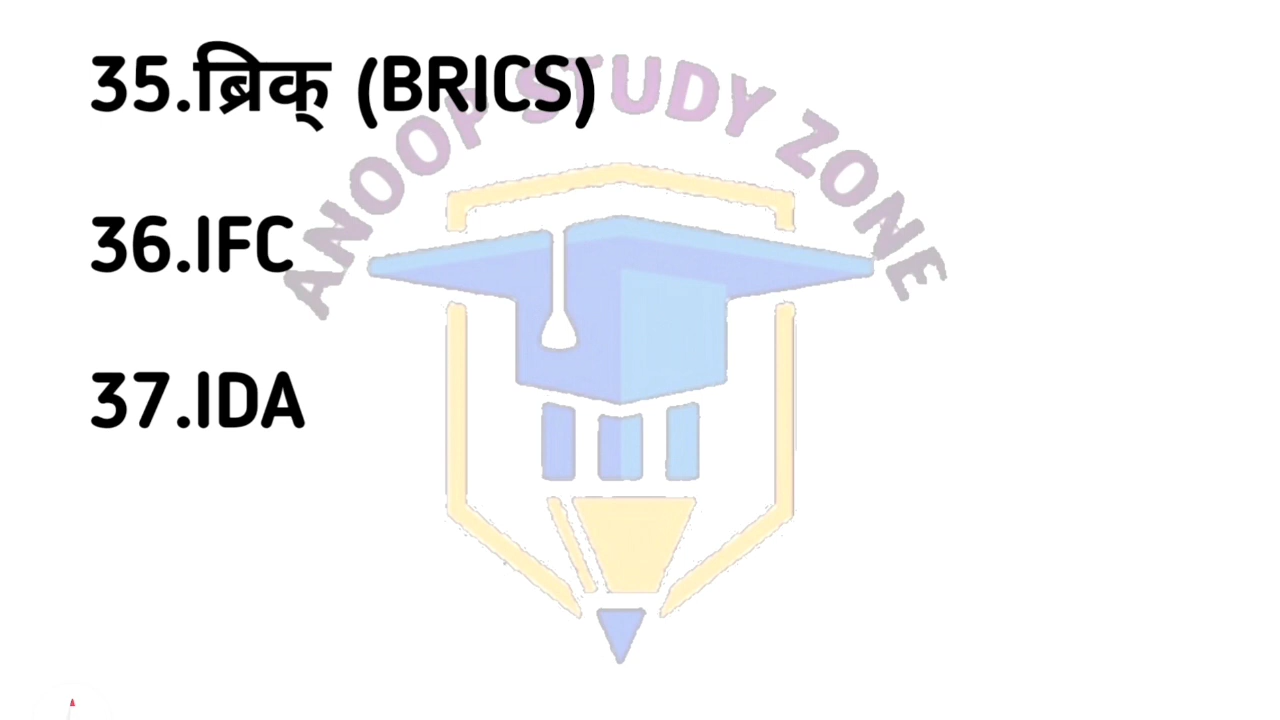 35.ब्रिक् (BRICS)
ANOOP STUDY ZONE
36.IFC
37.IDA